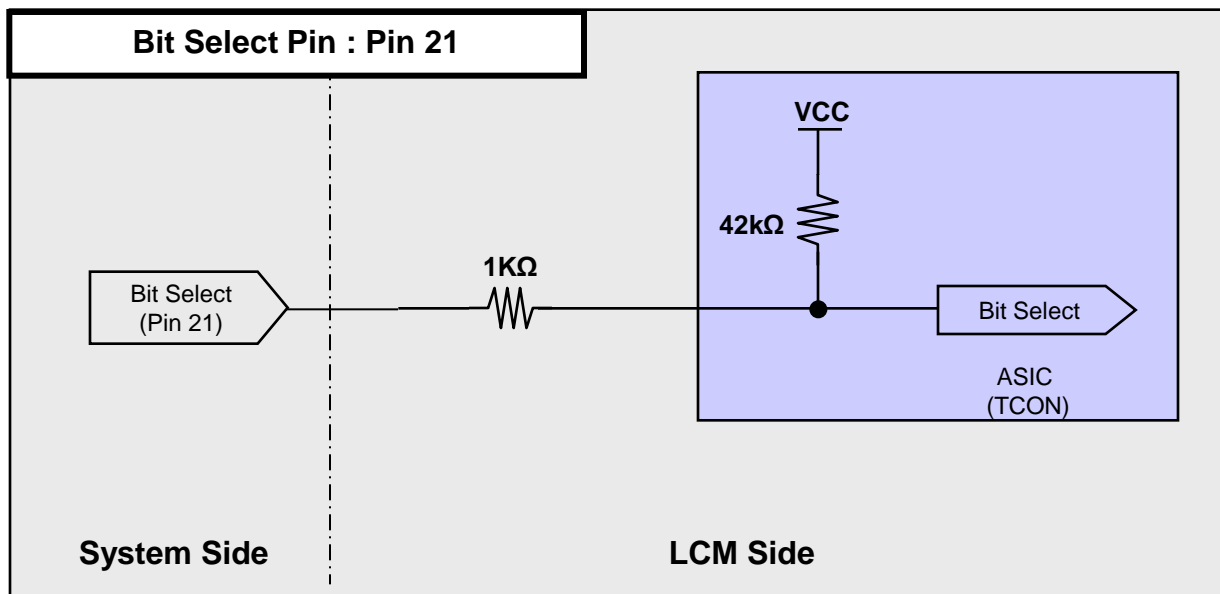 Bit Select Pin : Pin 21
VCC
42kΩ
1KΩ
Bit Select
(Pin 21)
Bit Select
ASIC
(TCON)
System Side
LCM Side